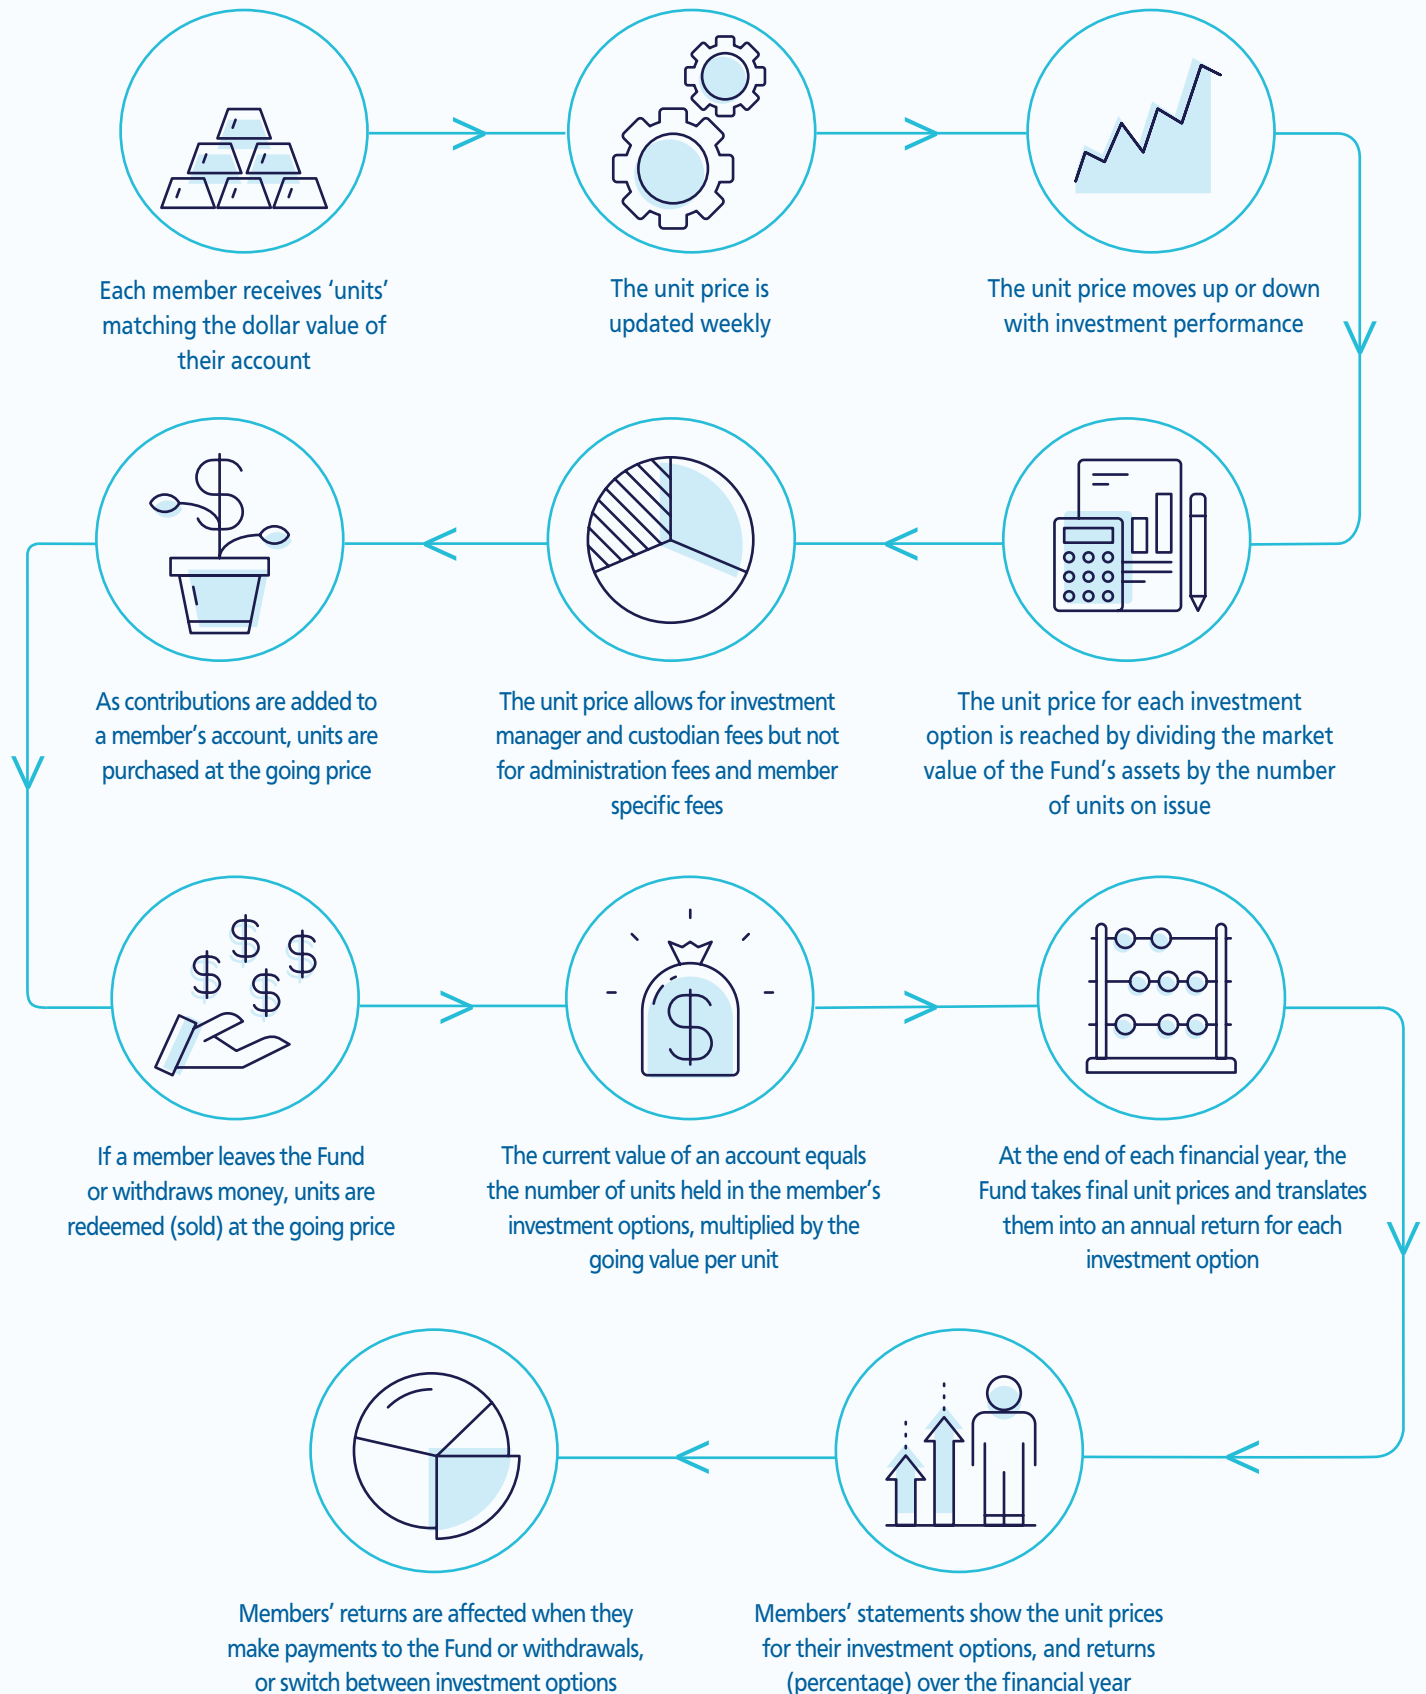 Each member receives ‘units’
matching the dollar value of
their account
The unit price is
updated weekly
The unit price moves up or down
with investment performance
The unit price for each investment
option is reached by dividing the market
value of the Fund’s assets by the number
of units on issue
The unit price allows for investment
manager and custodian fees but not
for administration fees and member
specific fees
As contributions are added to
a member’s account, units are
purchased at the going price
If a member leaves the Fund
or withdraws money, units are
redeemed (sold) at the going price
The current value of an account equals
the number of units held in the member’s
investment options, multiplied by the
going value per unit
At the end of each financial year, the
Fund takes final unit prices and translates
them into an annual return for each
investment option
Members’ statements show the unit prices
for their investment options, and returns
(percentage) over the financial year
Members’ returns are affected when they
make payments to the Fund or withdrawals,
or switch between investment options